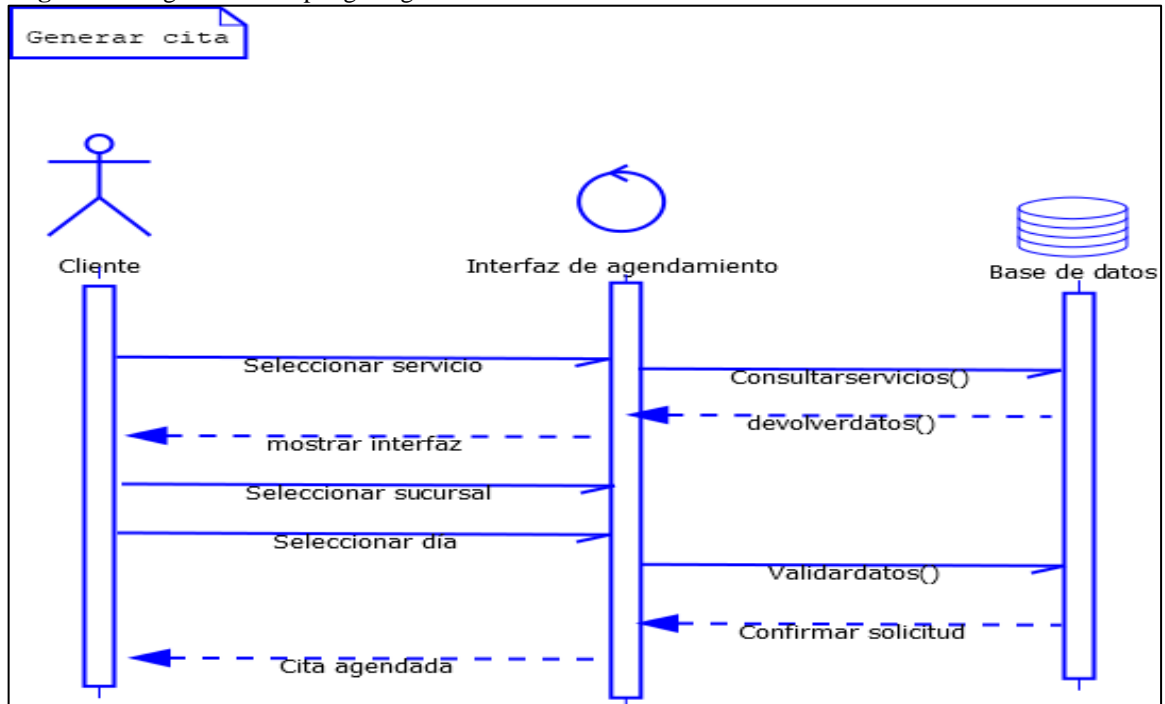 Generar cita
Cliente
Interfaz de agendamiento
Base de datos
Seleccionar servicio
Consultarservicios()
devolverdatos()
mostrar interfaz
Seleccionar sucursal
Seleccionar día
Validardatos()
Confirmar solicitud
Cita agendada